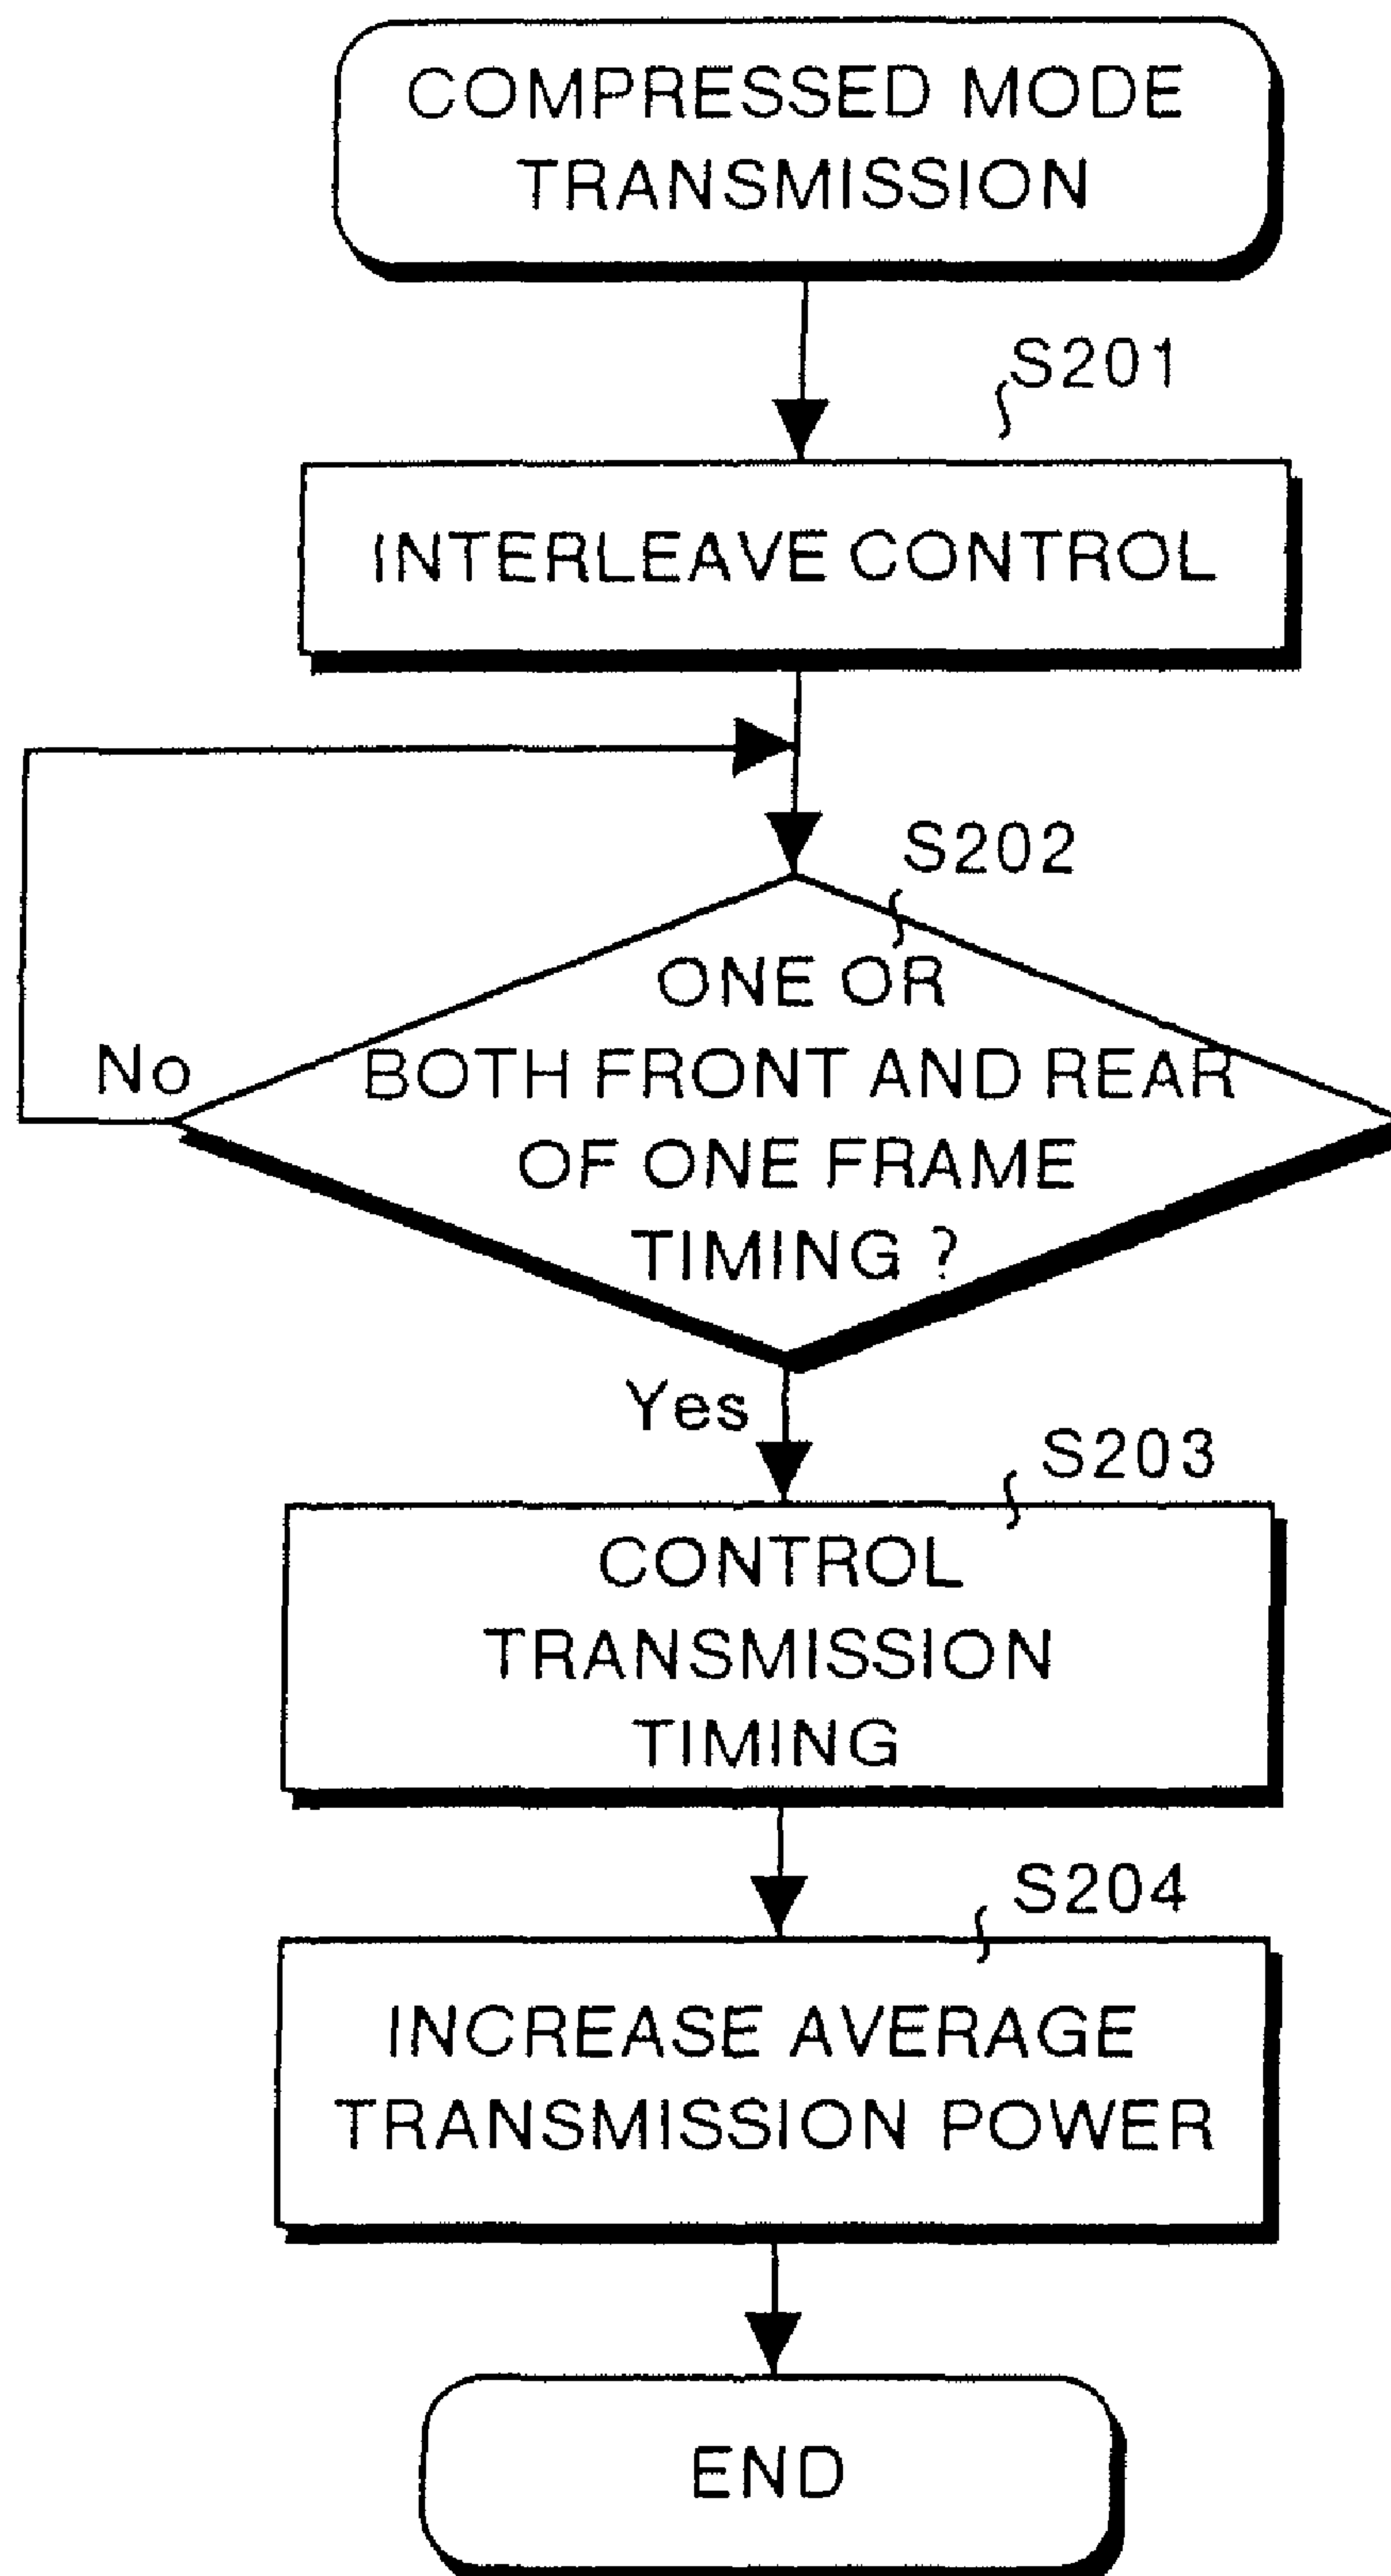 COMPRESSED MODE
TRANSMISSION
S201
INTERLEAVE CONTROL
S202
ONE OR
No
BOTH FRONT AND REAR
OF ONE FRAME
TIMING ?
Yes
S203
CONTROL
TRANSMISSION
TIMING
S204
INCREASE AVERAGE
TRANSMISSION POWER
END